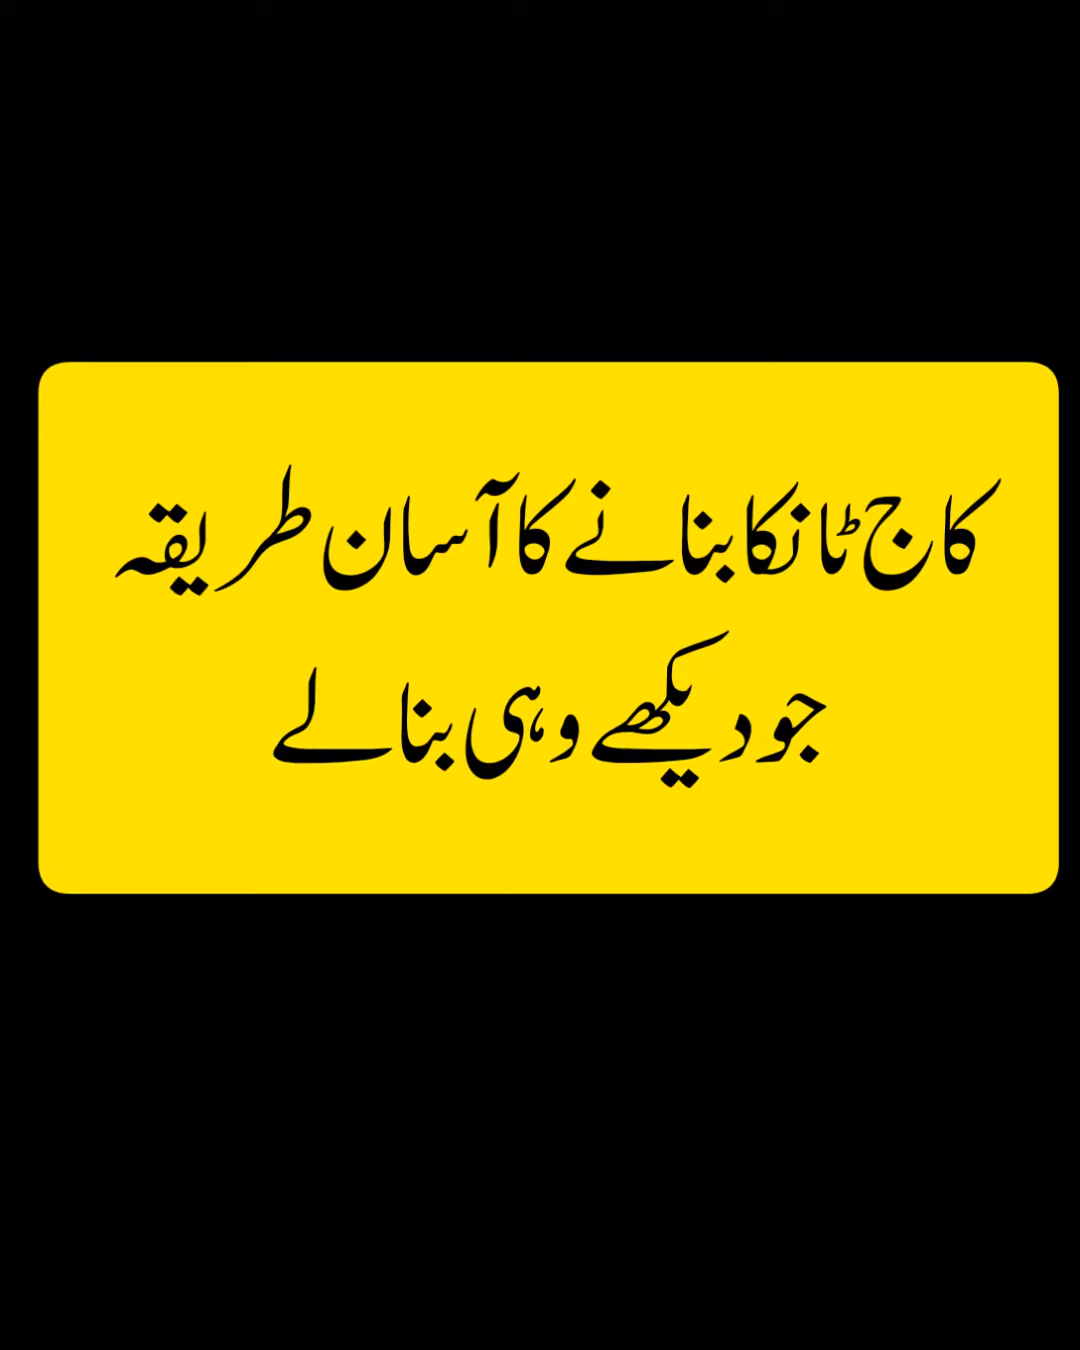 کاج ٹانکا بنانے کا آسان طریقہ
جو دیکھے وہی بنا لے